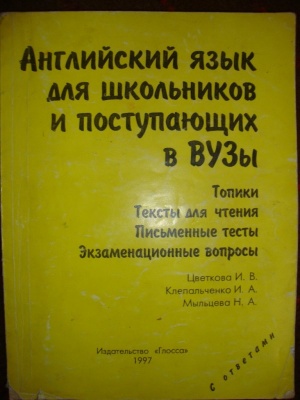 Английский язык
для школьников
и поступающих
в ВУЗы
Топики
Тексты для чтения
Письменные тесты
Экзаменационные вопросы
Цветкова И. В.
Клепальченко И. А.
Мыльцева Н. А.
Издательство «Глосса»
1997
С ответами